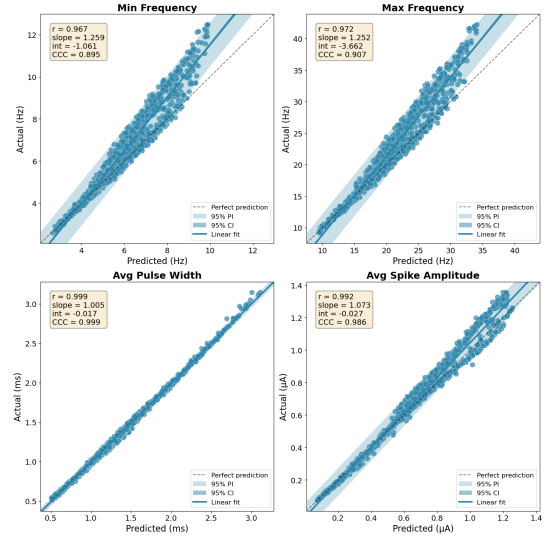 Min Frequency
r = 0.967
slope = 1.259
int = -1.061
CCC = 0.895
Actual (Hz)
12
10
8
6
4
Perfect prediction
95% PI
95% CI
Linear fit
4 6 8 10 12
Predicted (Hz)
Max Frequency
r = 0.972
slope = 1.252
int = -3.662
CCC = 0.907
Actual (Hz)
40
35
30
25
20
15
10
Perfect prediction
95% PI
95% CI
Linear fit
10 15 20 25 30 35 40
Predicted (Hz)
Avg Pulse Width
r = 0.999
slope = 1.005
int = -0.017
CCC = 0.999
Actual (ms)
3.0
2.5
2.0
1.5
1.0
0.5
Perfect prediction
95% PI
95% CI
Linear fit
0.5 1.0 1.5 2.0 2.5 3.0
Predicted (ms)
Avg Spike Amplitude
r = 0.992
slope = 1.073
int = -0.027
CCC = 0.986
Actual (μA)
1.4
1.2
1.0
0.8
0.6
0.4
0.2
Perfect prediction
95% PI
95% CI
Linear fit
0.2 0.4 0.6 0.8 1.0 1.2 1.4
Predicted (μA)